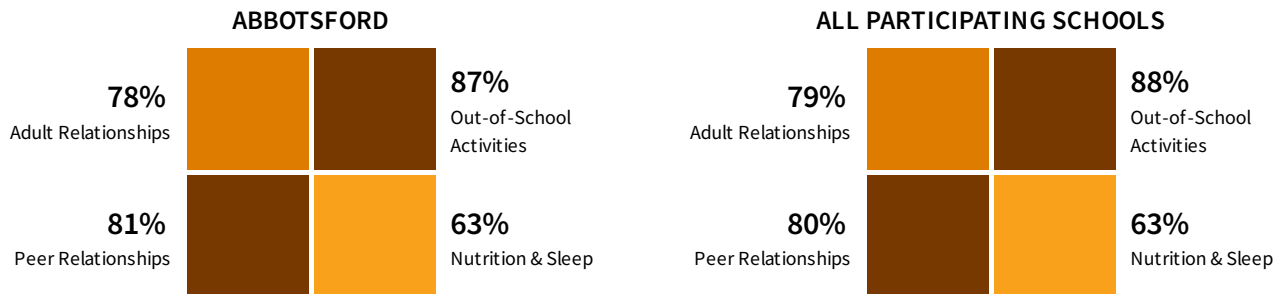 ABBOTSFORD
78%
Adult Relationships
87%
Out-of-School
Activities
81%
Peer Relationships
63%
Nutrition & Sleep
ALL PARTICIPATING SCHOOLS
79%
Adult Relationships
88%
Out-of-School
Activities
80%
Peer Relationships
63%
Nutrition & Sleep